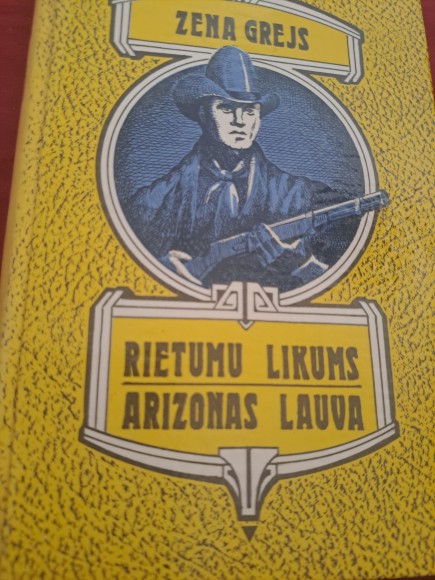 ZENA GREJS
RIETUMU LIKUMS
ARIZONAS LAUVA